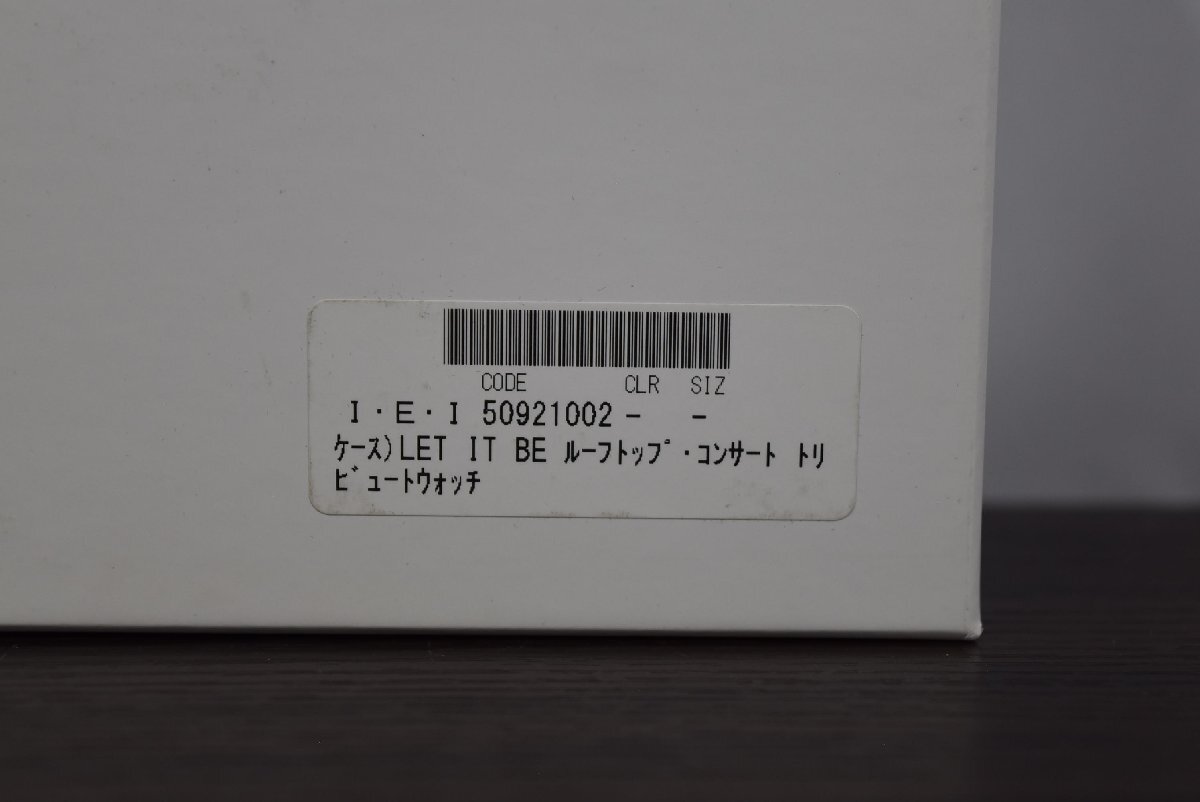 CODE CLR SIZ
I・E・I 50921002 - -
ｹｰｽ)LET IT BE ﾙｰﾌﾄｯﾌﾟ・ｺﾝｻｰﾄ ﾄﾘ
ﾋﾞｭｰﾄｳｫｯﾁ